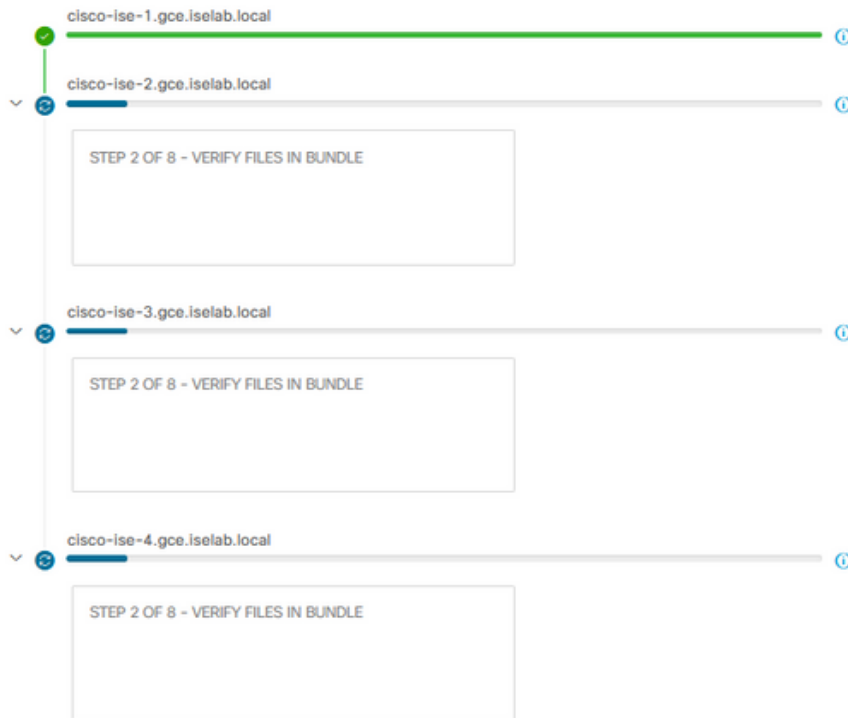 cisco-ise-1.gce.iselab.local
cisco-ise-2.gce.iselab.local
STEP 2 OF 8 - VERIFY FILES IN BUNDLE
cisco-ise-3.gce.iselab.local
STEP 2 OF 8 - VERIFY FILES IN BUNDLE
cisco-ise-4.gce.iselab.local
STEP 2 OF 8 - VERIFY FILES IN BUNDLE